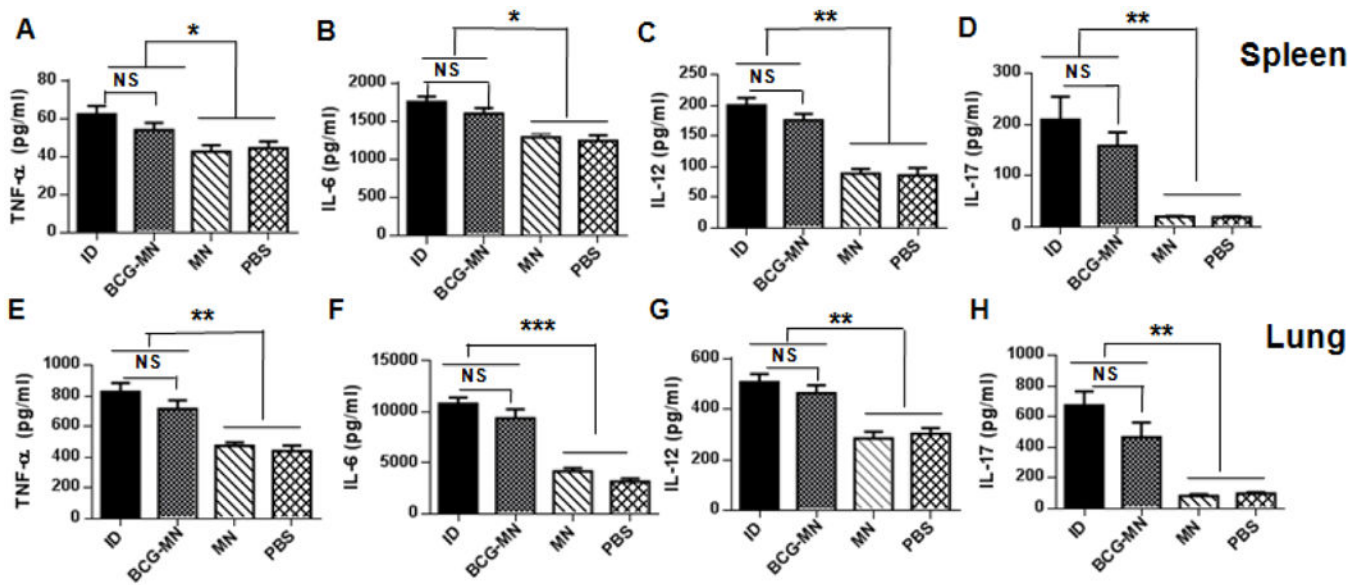 A
*
NS
TNF-α (pg/ml)
80
60
40
20
0
ID
BCG-MN
MN
PBS
B
*
NS
IL-6 (pg/ml)
2000
1500
1000
500
0
ID
BCG-MN
MN
PBS
C
**
NS
IL-12 (pg/ml)
250
200
150
100
50
0
ID
BCG-MN
MN
PBS
D
**
NS
IL-17 (pg/ml)
300
200
100
0
ID
BCG-MN
MN
PBS
Spleen
E
**
NS
TNF-α (pg/ml)
1000
800
600
400
200
0
ID
BCG-MN
MN
PBS
F
***
NS
IL-6 (pg/ml)
15000
10000
5000
0
ID
BCG-MN
MN
PBS
G
**
NS
IL-12 (pg/ml)
600
400
200
0
ID
BCG-MN
MN
PBS
H
**
NS
IL-17 (pg/ml)
1000
800
600
400
200
0
ID
BCG-MN
MN
PBS
Lung